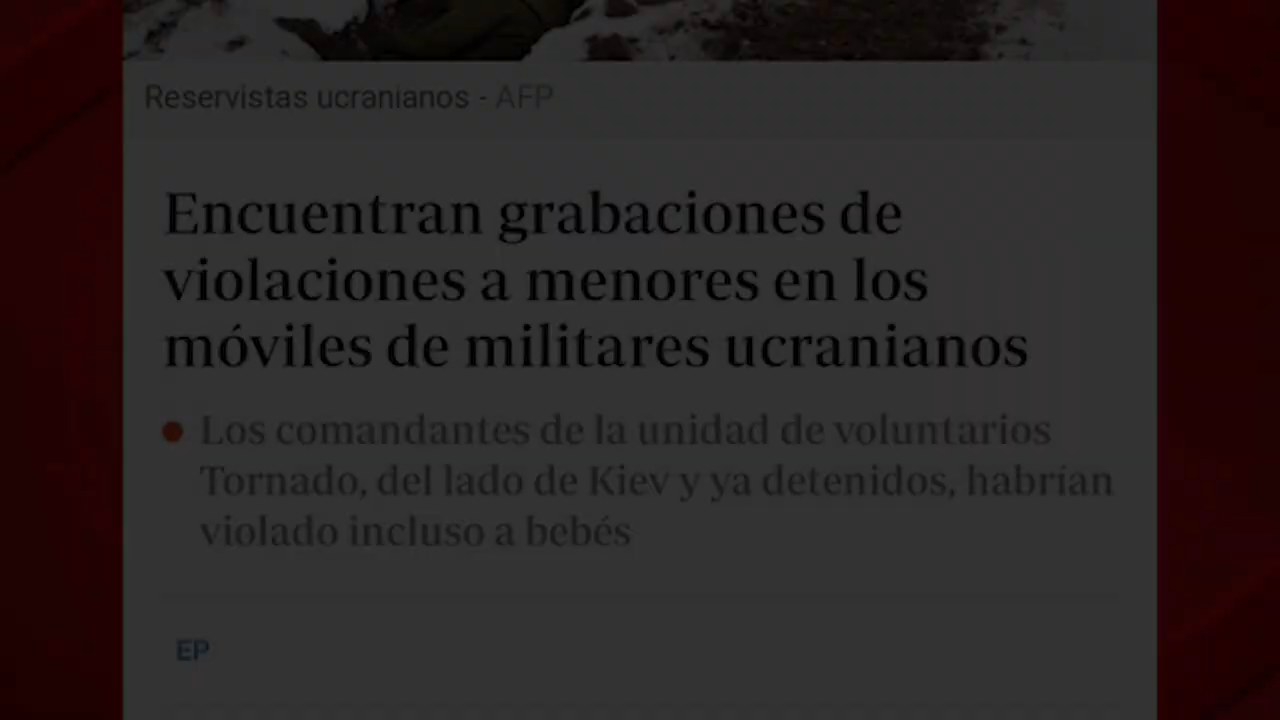 Reservistas ucranianos - AFP
Encuentran grabaciones de
violaciones a menores en los
móviles de militares ucranianos
Los comandantes de la unidad de voluntarios
Tornado, del lado de Kiev y ya detenidos, habrían
violado incluso a bebés
EP